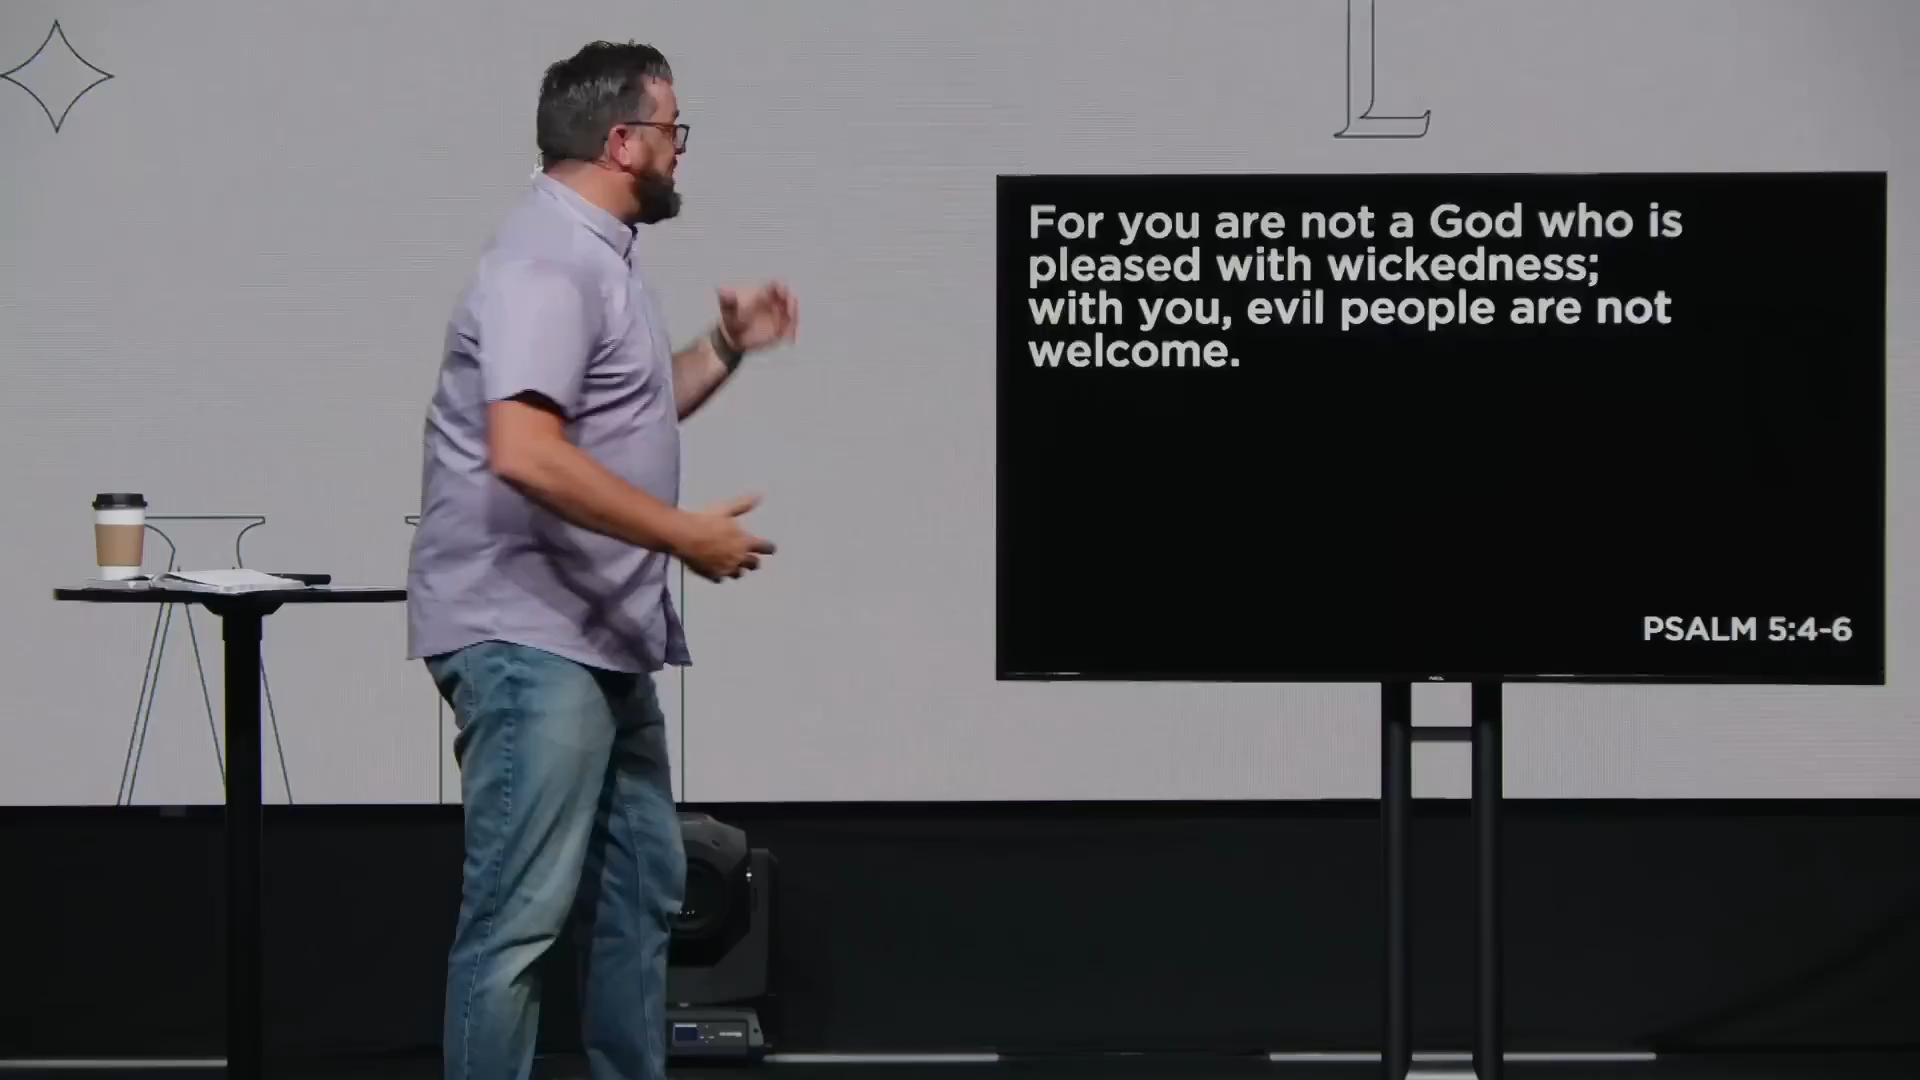 L
For you are not a God who is
pleased with wickedness;
with you, evil people are not
welcome.
PSALM 5:4-6
NEC